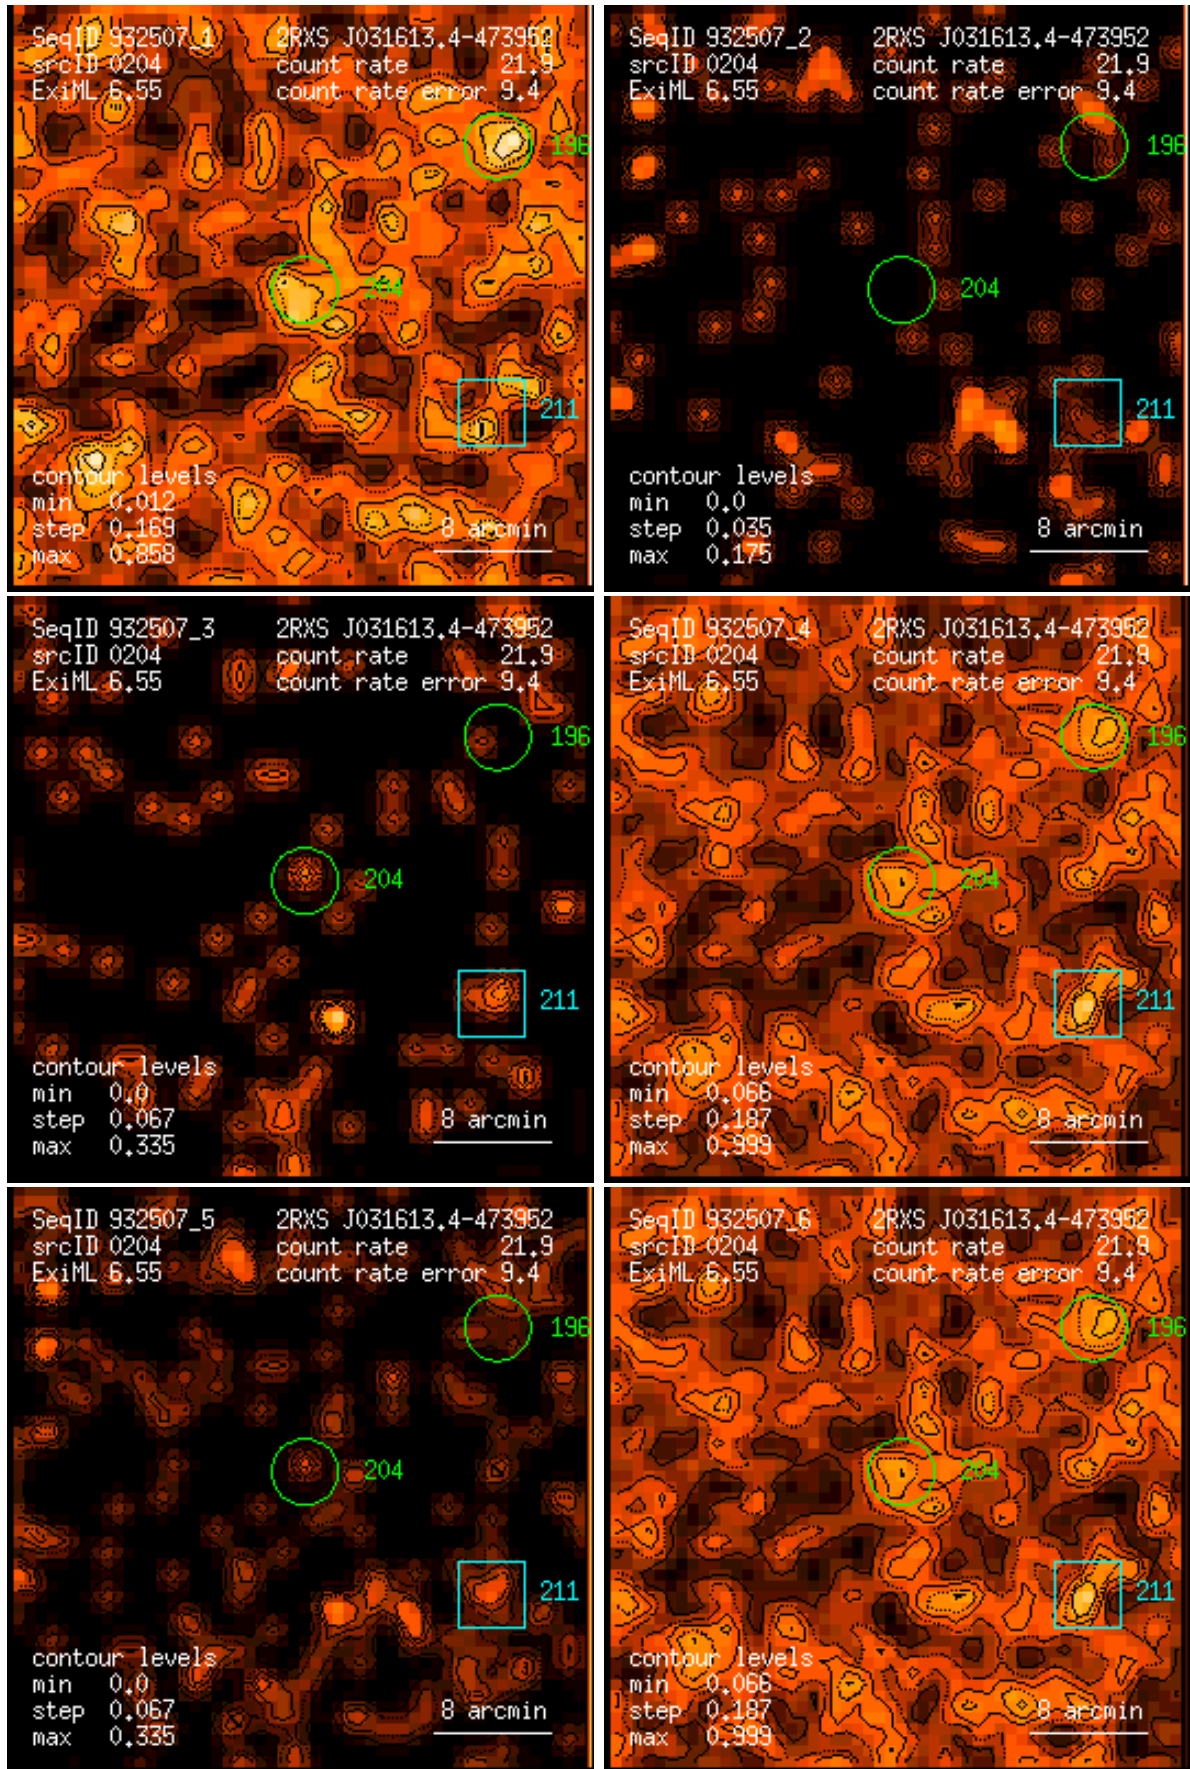 SeqID 932507_1 2RXS J031613.4-473952
srcID 0204 count rate 21.9
ExiML 6.55 count rate error 9.4
198
204
211
contour levels
min 0.012
step 0.169
max 0.858
8 arcmin
SeqID 932507_2 2RXS J031613.4-473952
srcID 0204 count rate 21.9
ExiML 6.55 count rate error 9.4
196
204
211
contour levels
min 0.0
step 0.035
max 0.175
8 arcmin
SeqID 932507_3 2RXS J031613.4-473952
srcID 0204 count rate 21.9
ExiML 6.55 count rate error 9.4
196
204
211
contour levels
min 0.0
step 0.067
max 0.335
8 arcmin
SeqID 932507_4 2RXS J031613.4-473952
srcID 0204 count rate 21.9
ExiML 6.55 count rate error 9.4
196
204
211
contour levels
min 0.066
step 0.187
max 0.999
8 arcmin
SeqID 932507_5 2RXS J031613.4-473952
srcID 0204 count rate 21.9
ExiML 6.55 count rate error 9.4
196
204
211
contour levels
min 0.0
step 0.067
max 0.335
8 arcmin
SeqID 932507_6 2RXS J031613.4-473952
srcID 0204 count rate 21.9
ExiML 6.55 count rate error 9.4
196
204
211
contour levels
min 0.066
step 0.187
max 0.999
8 arcmin